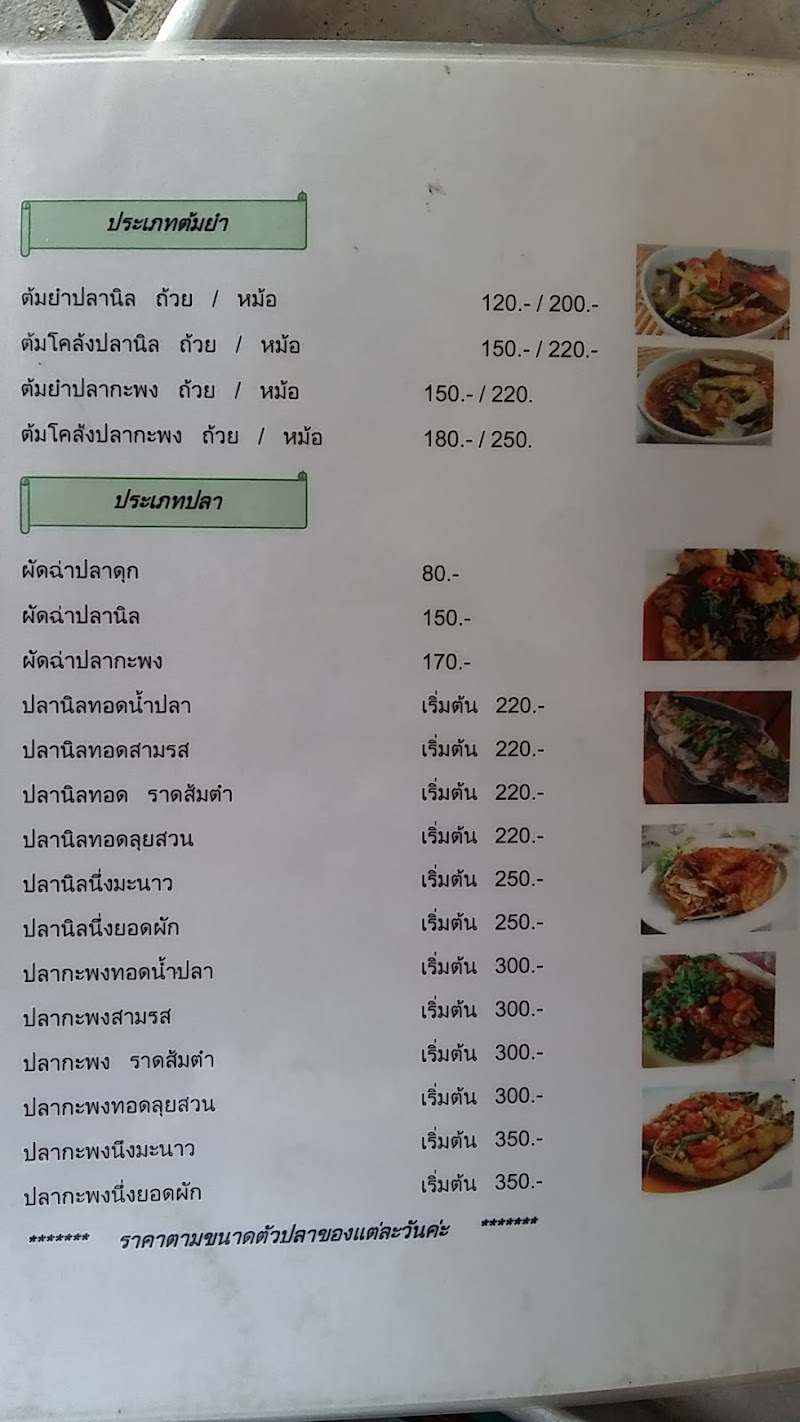 ประเภทต้มยำ
ต้มยำปลานิล ถ้วย / หม้อ 120.- / 200.-
ต้มโคล้งปลานิล ถ้วย / หม้อ 150.- / 220.-
ต้มยำปลากะพง ถ้วย / หม้อ 150.- / 220.
ต้มโคล้งปลากะพง ถ้วย / หม้อ 180.- / 250.
ประเภทปลา
ผัดฉ่าปลาดุก 80.-
ผัดฉ่าปลานิล 150.-
ผัดฉ่าปลากะพง 170.-
ปลานิลทอดน้ำปลา เริ่มต้น 220.-
ปลานิลทอดสามรส เริ่มต้น 220.-
ปลานิลทอด ราดส้มตำ เริ่มต้น 220.-
ปลานิลทอดลุยสวน เริ่มต้น 220.-
ปลานิลนึ่งมะนาว เริ่มต้น 250.-
ปลานิลนึ่งยอดผัก เริ่มต้น 250.-
ปลากะพงทอดน้ำปลา เริ่มต้น 300.-
ปลากะพงสามรส เริ่มต้น 300.-
ปลากะพง ราดส้มตำ เริ่มต้น 300.-
ปลากะพงทอดลุยสวน เริ่มต้น 300.-
ปลากะพงนึงมะนาว เริ่มต้น 350.-
ปลากะพงนึ่งยอดผัก เริ่มต้น 350.-
******* ราคาตามขนาดตัวปลาของแต่ละวันค่ะ *******